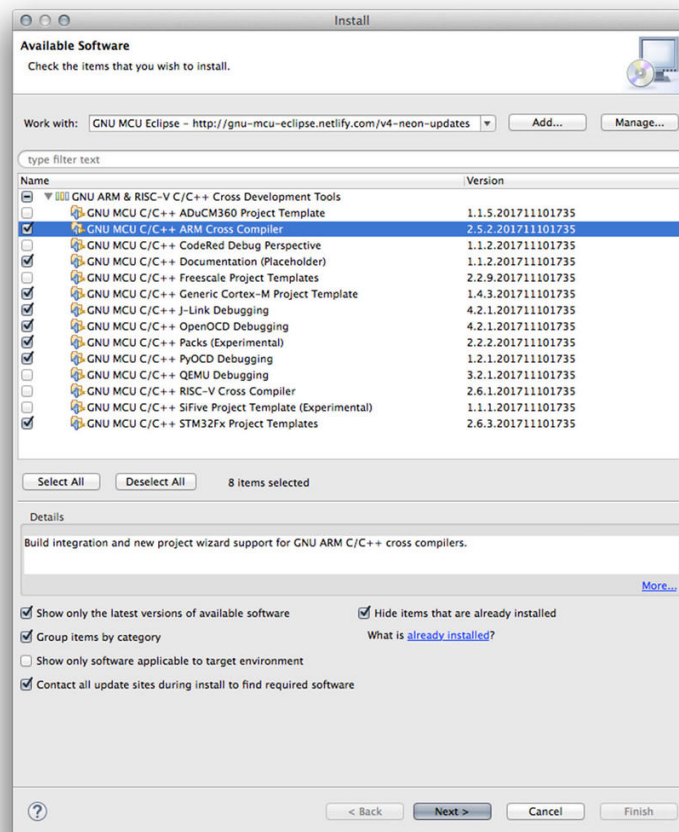 Install
Available Software
Check the items that you wish to install.
Work with: GNU MCU Eclipse – http://gnu-mcu-eclipse.netlify.com/v4-neon-updates Add... Manage...
type filter text
Name Version
GNU ARM & RISC-V C/C++ Cross Development Tools
GNU MCU C/C++ ADuCM360 Project Template 1.1.5.201711101735
GNU MCU C/C++ ARM Cross Compiler 2.5.2.201711101735
GNU MCU C/C++ CodeRed Debug Perspective 1.1.2.201711101735
GNU MCU C/C++ Documentation (Placeholder) 1.1.2.201711101735
GNU MCU C/C++ Freescale Project Templates 2.2.9.201711101735
GNU MCU C/C++ Generic Cortex-M Project Template 1.4.3.201711101735
GNU MCU C/C++ J-Link Debugging 4.2.1.201711101735
GNU MCU C/C++ OpenOCD Debugging 4.2.1.201711101735
GNU MCU C/C++ Packs (Experimental) 2.2.2.201711101735
GNU MCU C/C++ PyOCD Debugging 1.2.1.201711101735
GNU MCU C/C++ QEMU Debugging 3.2.1.201711101735
GNU MCU C/C++ RISC-V Cross Compiler 2.6.1.201711101735
GNU MCU C/C++ SiFive Project Template (Experimental) 1.1.1.201711101735
GNU MCU C/C++ STM32Fx Project Templates 2.6.3.201711101735
Select All Deselect All 8 items selected
Details
Build integration and new project wizard support for GNU ARM C/C++ cross compilers.
More...
Show only the latest versions of available software Hide items that are already installed
Group items by category What is already installed?
Show only software applicable to target environment
Contact all update sites during install to find required software
? < Back Next > Cancel Finish